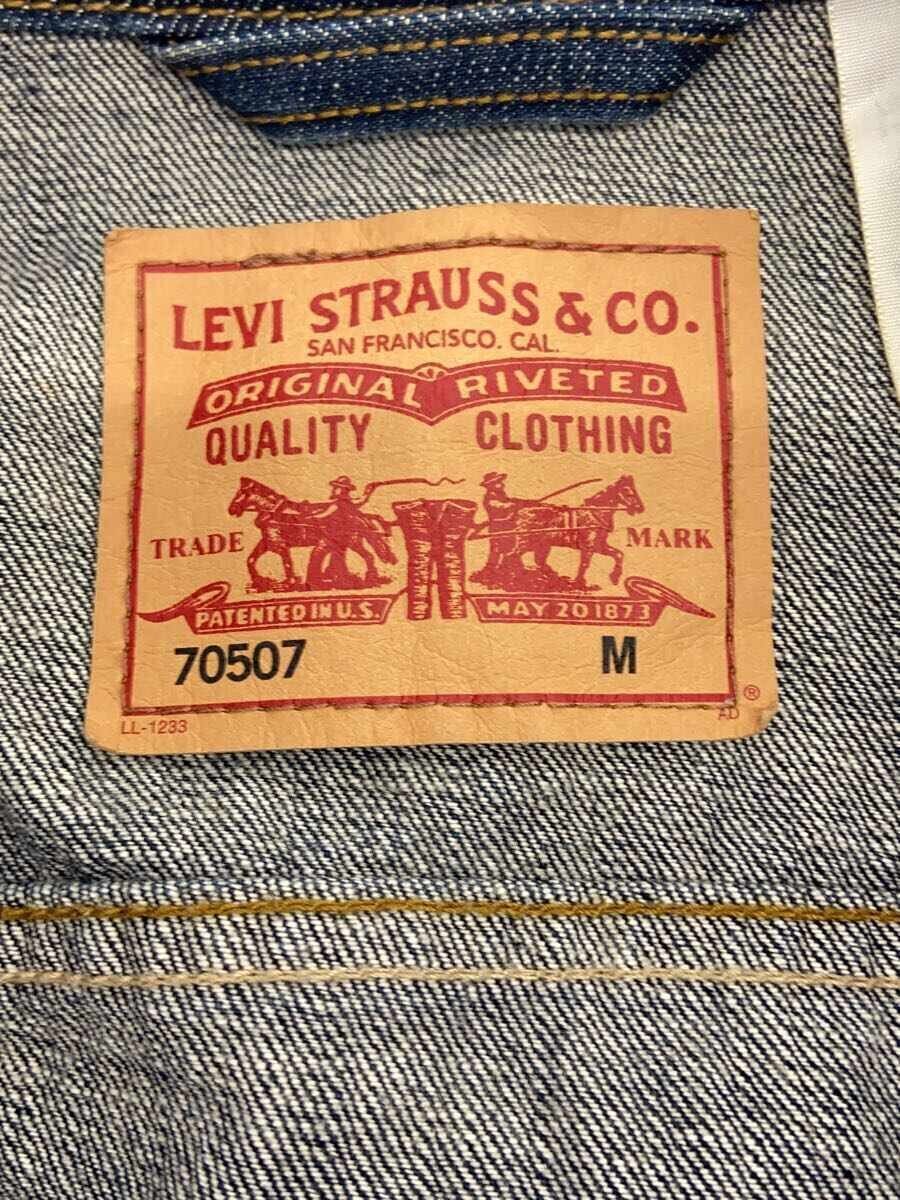 LEVI STRAUSS & CO.
SAN FRANCISCO. CAL.
ORIGINAL RIVETED
QUALITY CLOTHING
TRADE MARK
PATENTED IN U.S. MAY 20 1873
70507 M
LL-1233 AD ®